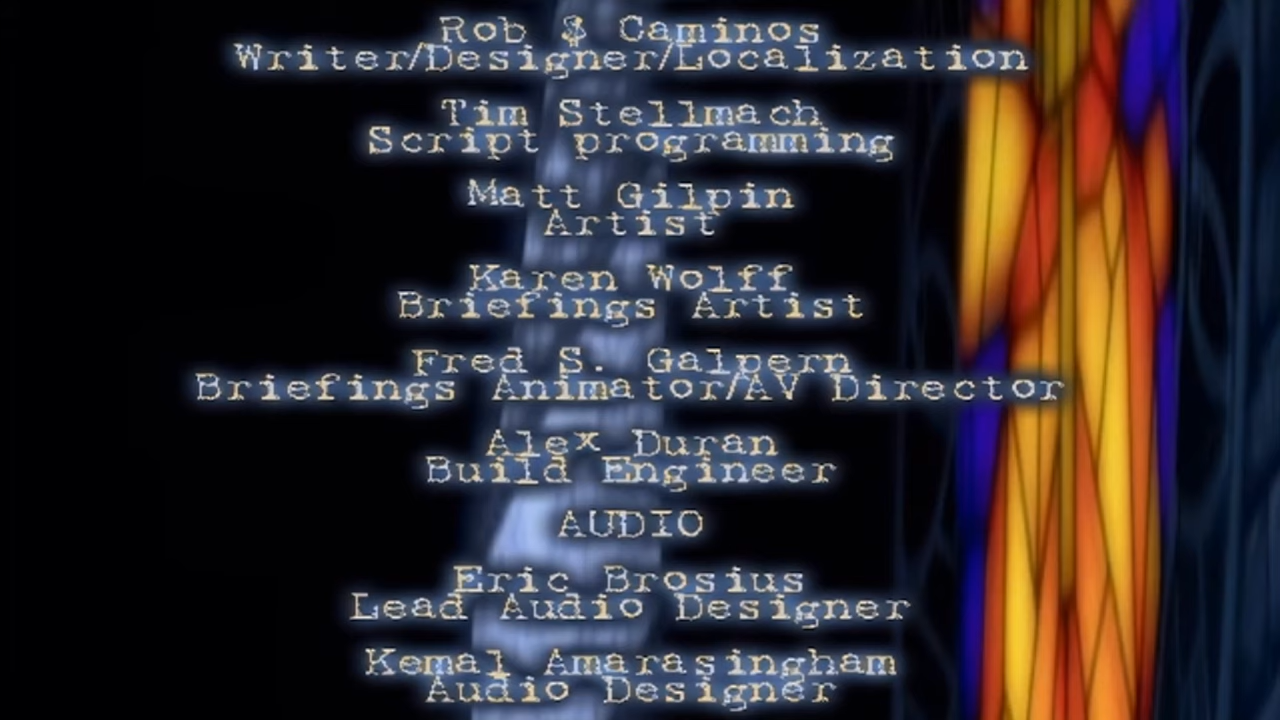 Rob $ Caminos
Writer/Designer/Localization
Tim Stellmach
Script programming
Matt Gilpin
Artist
Karen Wolff
Briefings Artist
Fred S. Galpern
Briefings Animator/AV Director
Alex Duran
Build Engineer
AUDIO
Eric Brosius
Lead Audio Designer
Kemal Amarasingham
Audio Designer